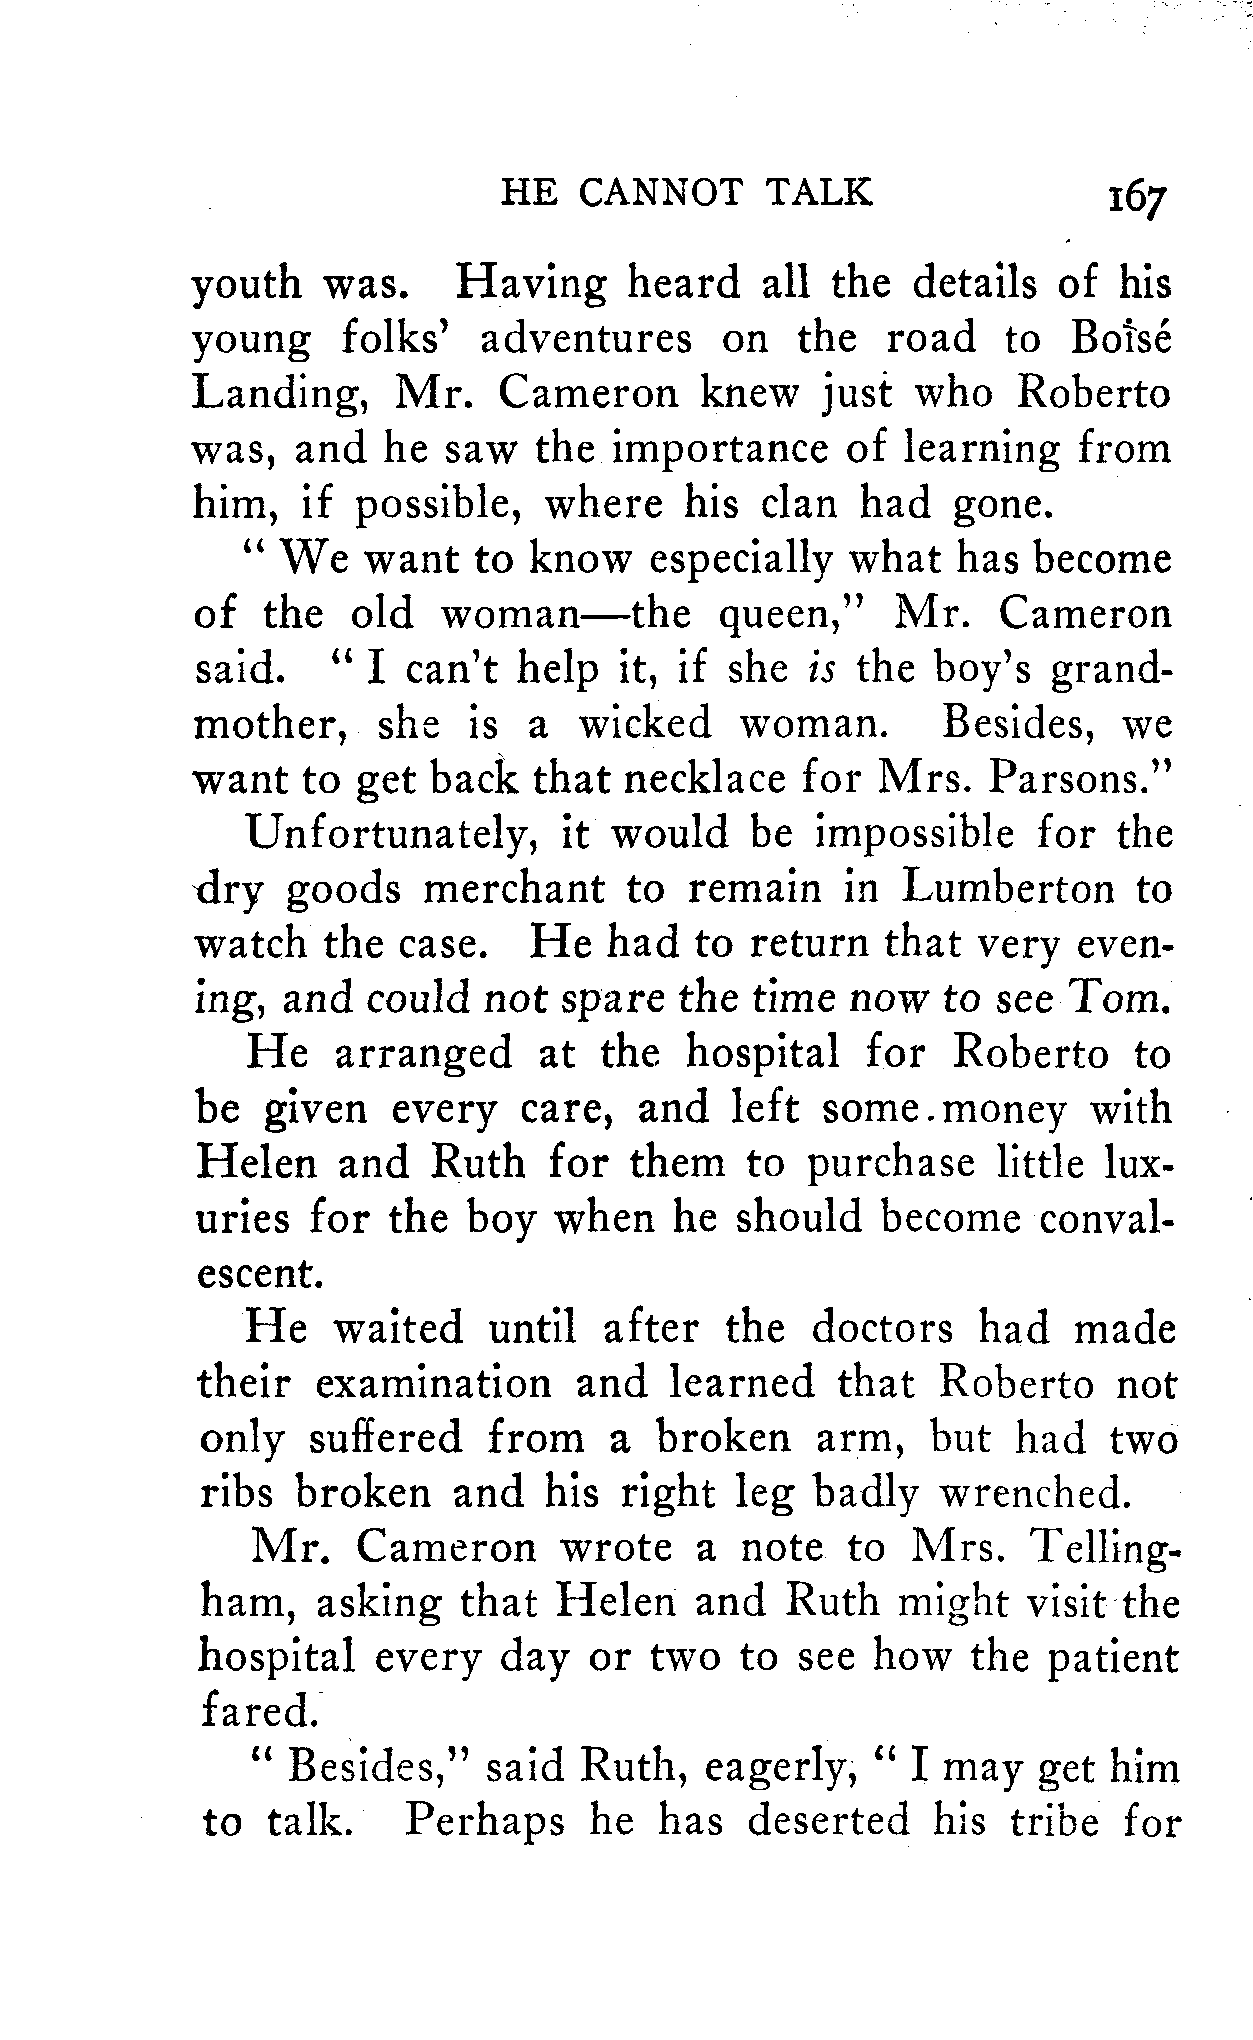 HE CANNOT TALK 167
youth was. Having heard all the details of his
young folks' adventures on the road to Boîsé
Landing, Mr. Cameron knew just who Roberto
was, and he saw the importance of learning from
him, if possible, where his clan had gone.
" We want to know especially what has become
of the old woman—the queen," Mr. Cameron
said. " I can't help it, if she is the boy's grand-
mother, she is a wicked woman. Besides, we
want to get back that necklace for Mrs. Parsons."
Unfortunately, it would be impossible for the
dry goods merchant to remain in Lumberton to
watch the case. He had to return that very even-
ing, and could not spare the time now to see Tom.
He arranged at the hospital for Roberto to
be given every care, and left some money with
Helen and Ruth for them to purchase little lux-
uries for the boy when he should become conval-
escent.
He waited until after the doctors had made
their examination and learned that Roberto not
only suffered from a broken arm, but had two
ribs broken and his right leg badly wrenched.
Mr. Cameron wrote a note to Mrs. Telling-
ham, asking that Helen and Ruth might visit the
hospital every day or two to see how the patient
fared.
" Besides," said Ruth, eagerly, " I may get him
to talk. Perhaps he has deserted his tribe for